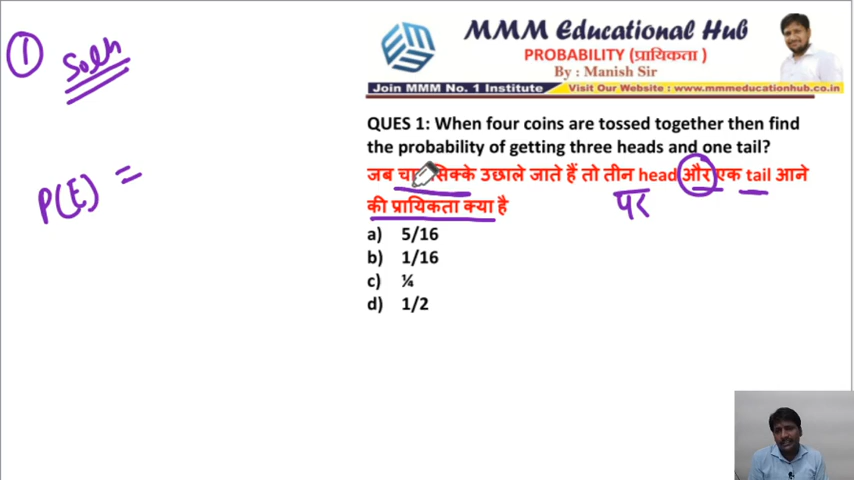 ① Soln
MMM Educational Hub
PROBABILITY (प्रायिकता )
By : Manish Sir
Join MMM No. 1 Institute
Visit Our Website : www.mmmeducationhub.co.in
QUES 1: When four coins are tossed together then find
the probability of getting three heads and one tail?
जब चार सिक्के उछाले जाते हैं तो तीन head और एक tail आने
की प्रायिकता क्या है
पर
P(E) =
a) 5/16
b) 1/16
c) ¼
d) 1/2